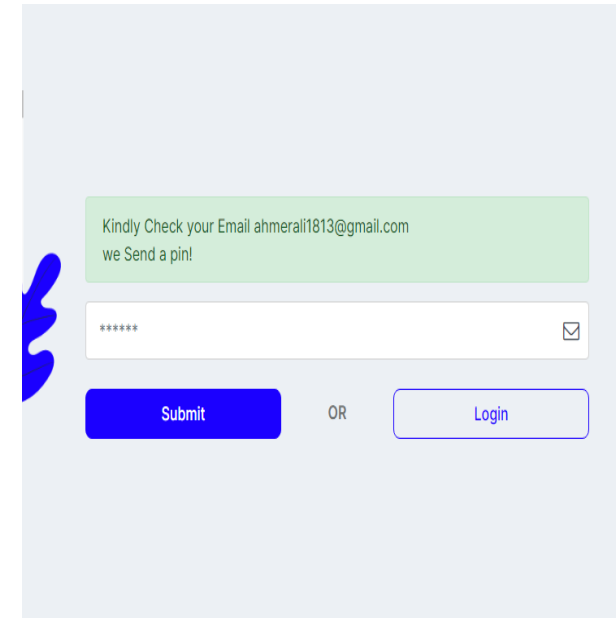 Kindly Check your Email ahmerali1813@gmail.com
we Send a pin!
******
Submit
OR
Login